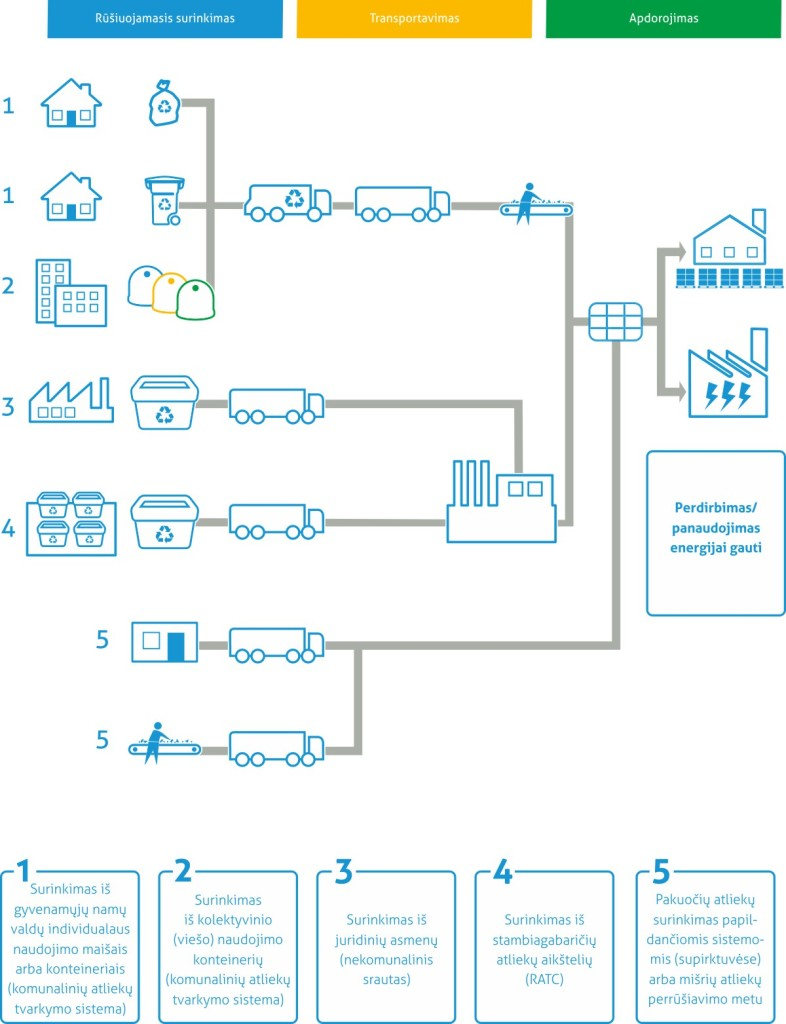 Rūšiuojamasis surinkimas
Transportavimas
Apdorojimas
1
1
2
3
4
5
5
Perdirbimas/
panaudojimas
energijai gauti
1
Surinkimas iš
gyvenamųjų namų
valdų individualaus
naudojimo maišais
arba konteineriais
(komunalinių atliekų
tvarkymo sistema)
2
Surinkimas
iš kolektyvinio
(viešo) naudojimo
konteinerių
(komunalinių atliekų
tvarkymo sistema)
3
Surinkimas iš
juridinių asmenų
(nekomunalinis
srautas)
4
Surinkimas iš
stambiagabaričių
atliekų aikštelių
(RATC)
5
Pakuočių atliekų
surinkimas papil-
dančiomis sistemo-
mis (supirktuvėse)
arba mišrių atliekų
perrūšiavimo metu